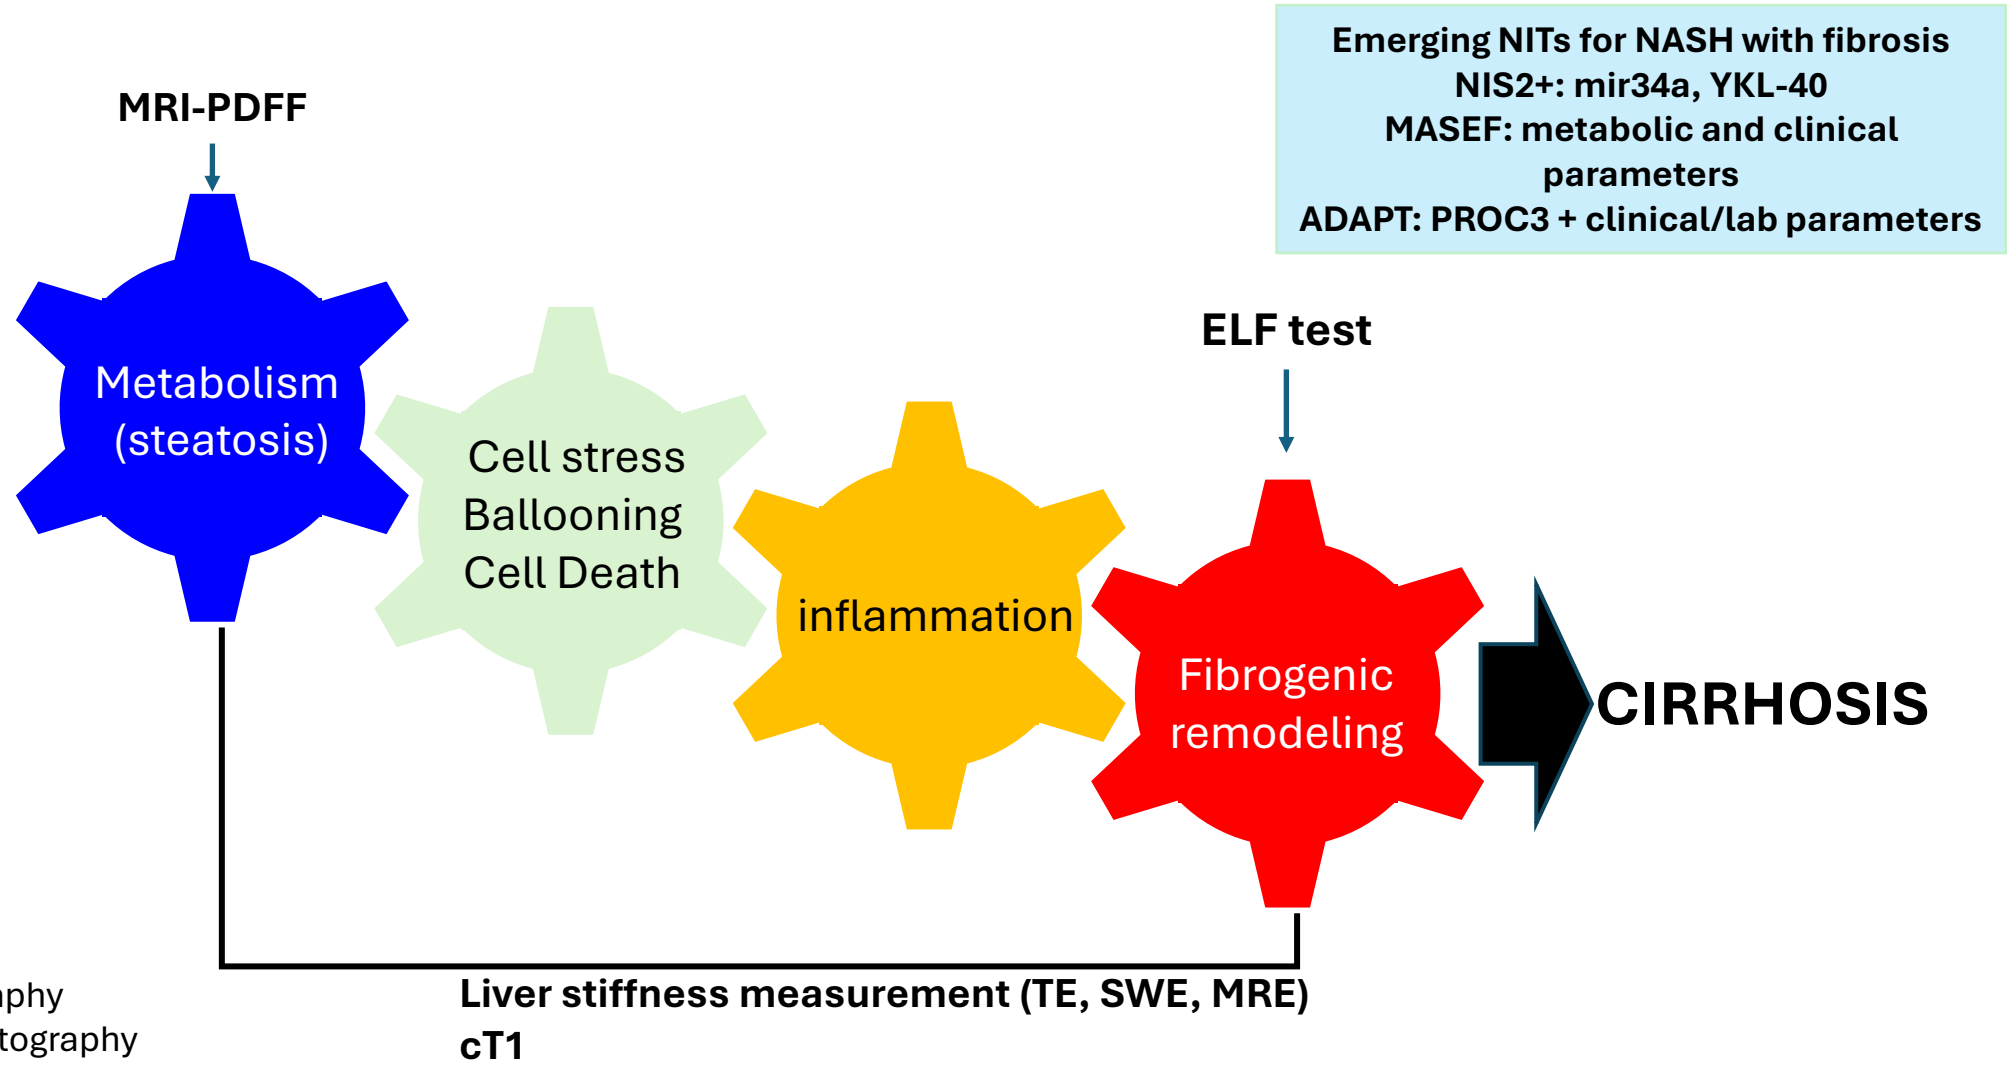 Emerging NITs for NASH with fibrosis
NIS2+: mir34a, YKL-40
MASEF: metabolic and clinical
parameters
ADAPT: PROC3 + clinical/lab parameters
MRI-PDFF
ELF test
Metabolism
(steatosis)
Cell stress
Ballooning
Cell Death
inflammation
Fibrogenic
remodeling
CIRRHOSIS
Liver stiffness measurement (TE, SWE, MRE)
cT1